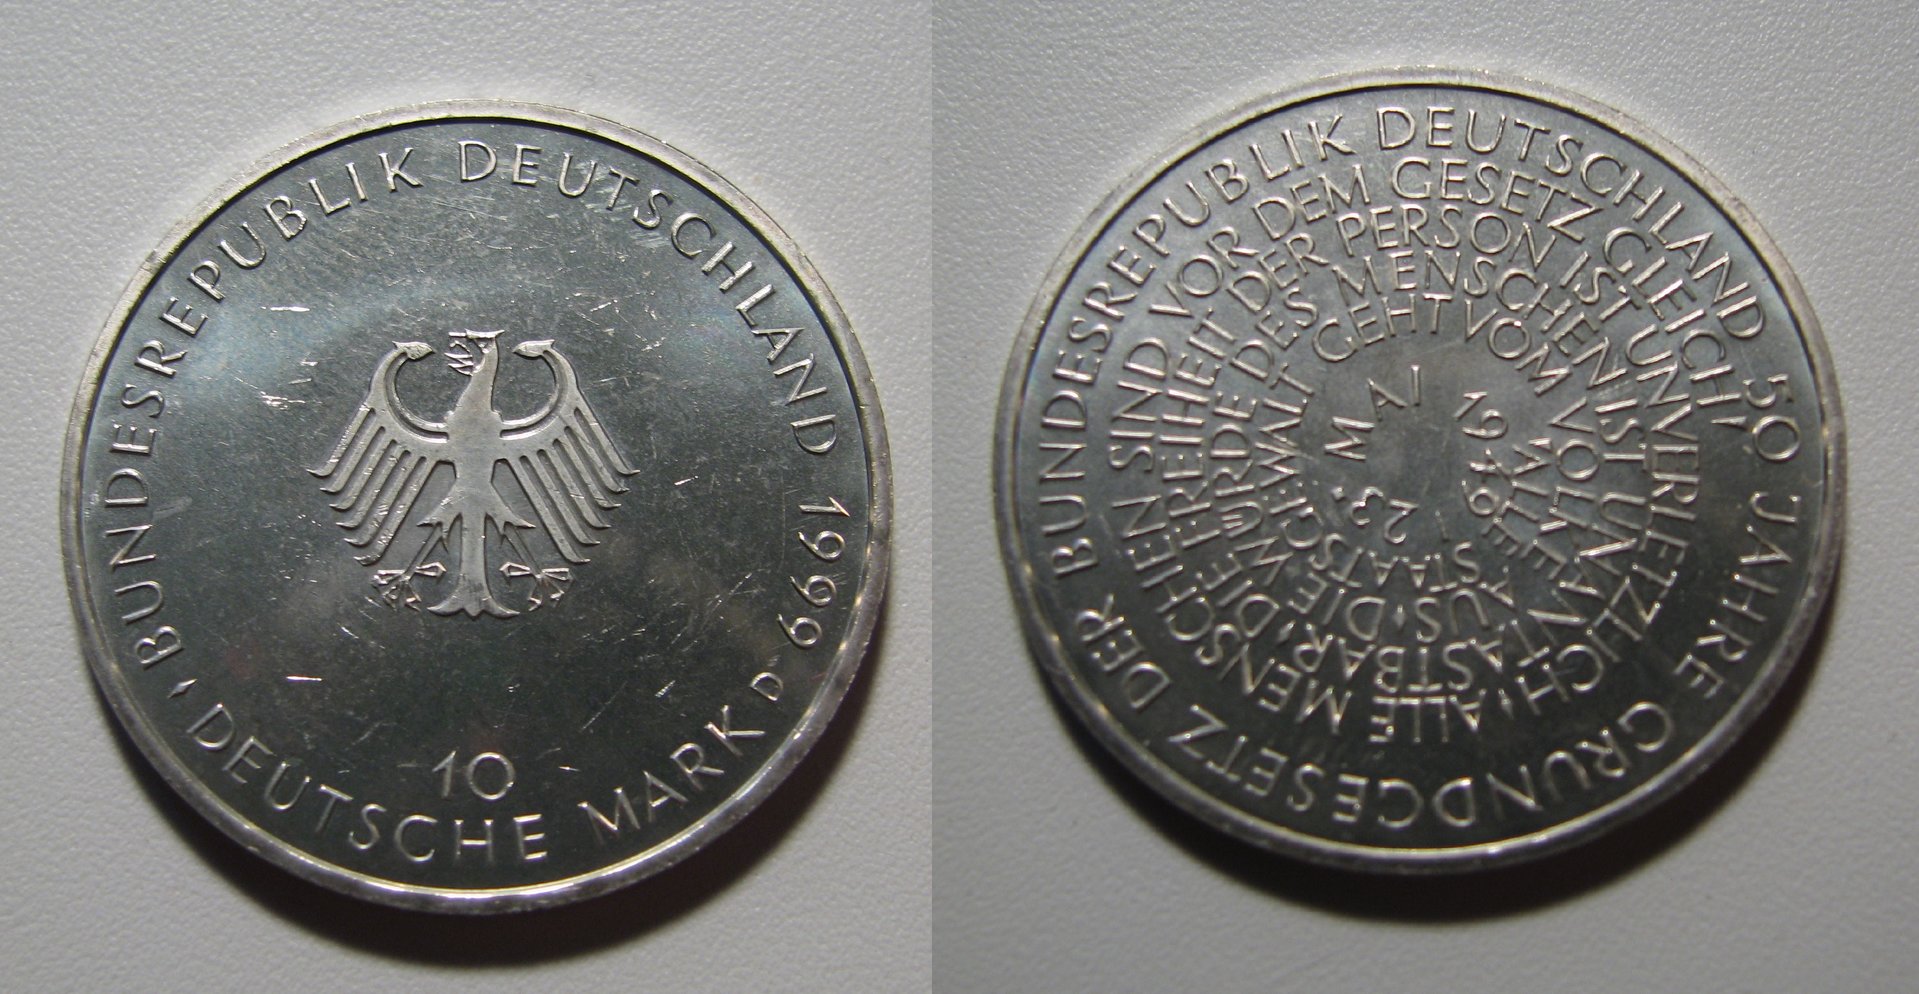 BUNDESREPUBLIK DEUTSCHLAND 1999
D
10
DEUTSCHE MARK
50 JAHRE GRUNDGESETZ DER BUNDESREPUBLIK DEUTSCHLAND
ALLE MENSCHEN SIND VOR DEM GESETZ GLEICH
DIE FREIHEIT DER PERSON IST UNVERLETZLICH
DIE WÜRDE DES MENSCHEN IST UNANTASTBAR
ALLE STAATSGEWALT GEHT VOM VOLKE AUS
23. MAI 1949